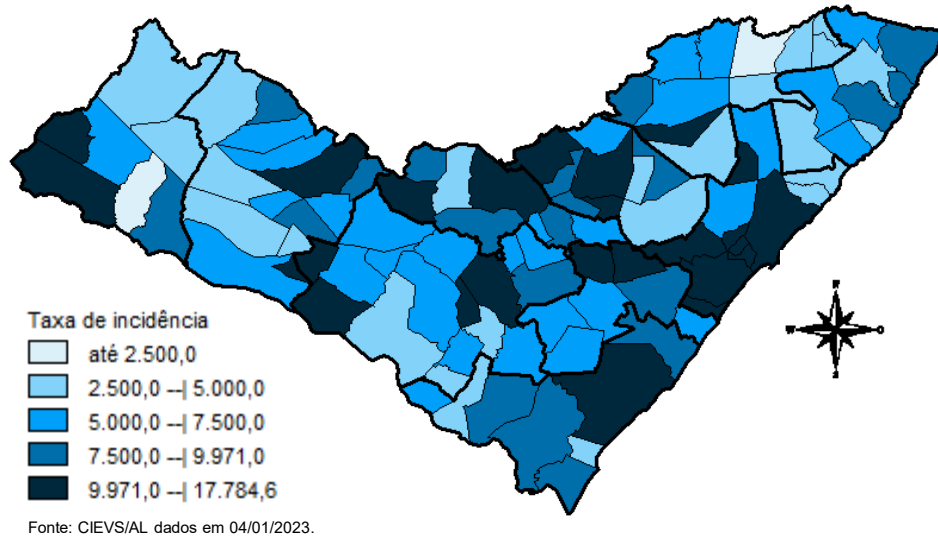 Taxa de incidência
até 2.500,0
2.500,0 --| 5.000,0
5.000,0 --| 7.500,0
7.500,0 --| 9.971,0
9.971,0 --| 17.784,6
Fonte: CIEVS/AL dados em 04/01/2023.